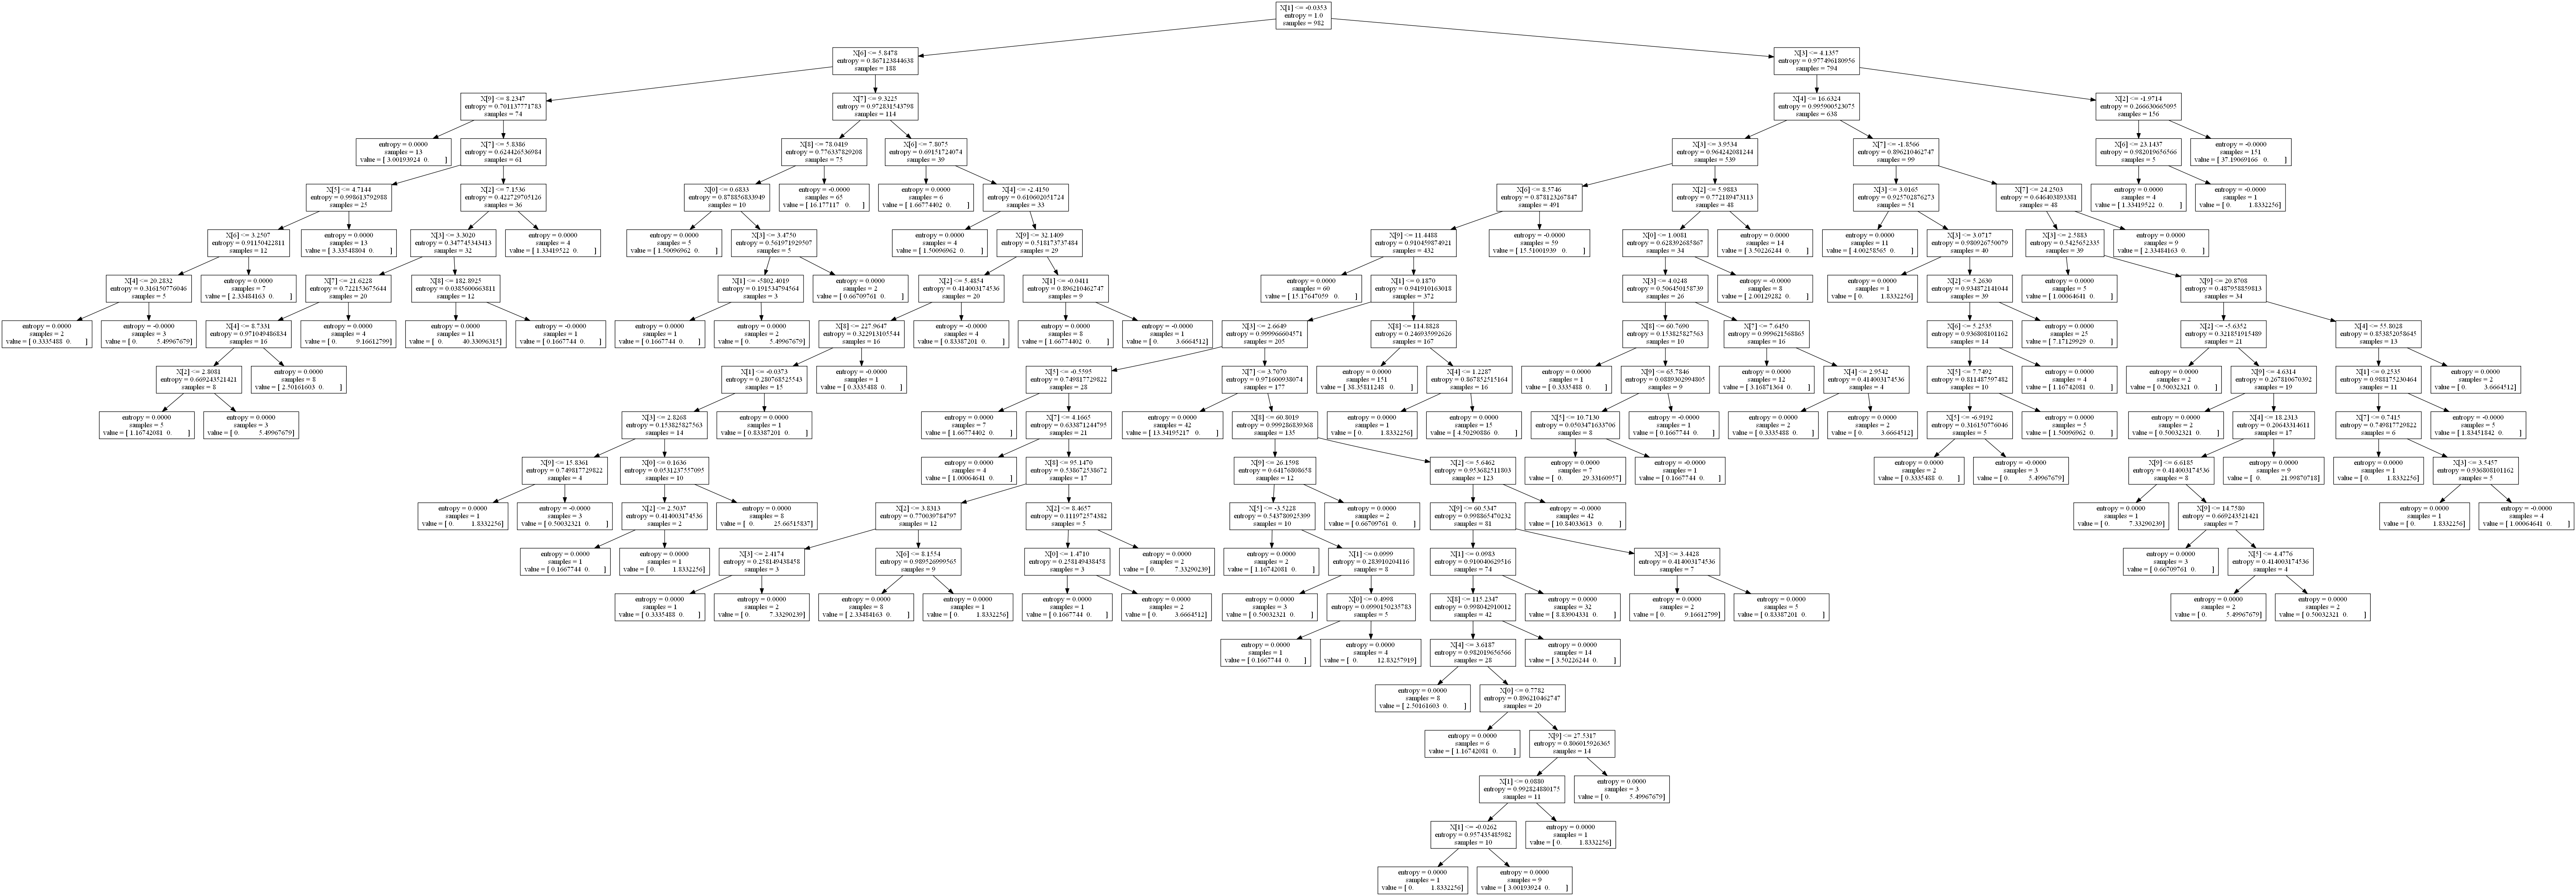 X[1] <= -0.0353
entropy = 1.0
samples = 982
X[6] <= 5.8478
entropy = 0.867123844638
samples = 188
X[3] <= 4.1357
entropy = 0.977496180956
samples = 794
X[9] <= 8.2347
entropy = 0.701137771783
samples = 74
X[7] <= 9.3225
entropy = 0.972831543798
samples = 114
X[4] <= 16.6324
entropy = 0.995900523075
samples = 638
X[2] <= -1.9714
entropy = 0.266630665095
samples = 156
entropy = 0.0000
samples = 13
value = [ 3.00193924 0. ]
X[7] <= 5.8386
entropy = 0.624426536984
samples = 61
X[8] <= 78.0419
entropy = 0.776337829208
samples = 75
X[6] <= 7.8075
entropy = 0.69151724074
samples = 39
X[3] <= 3.9534
entropy = 0.964242081244
samples = 539
X[7] <= -1.8566
entropy = 0.896210462747
samples = 99
X[6] <= 23.1437
entropy = 0.982019656566
samples = 5
entropy = -0.0000
samples = 151
value = [ 37.19069166 0. ]
X[5] <= 4.7144
entropy = 0.998613792988
samples = 25
X[2] <= 7.1536
entropy = 0.422729705126
samples = 36
X[0] <= 0.6833
entropy = 0.878856833949
samples = 10
entropy = -0.0000
samples = 65
value = [ 16.177117 0. ]
entropy = 0.0000
samples = 6
value = [ 1.66774402 0. ]
X[4] <= -2.4150
entropy = 0.610602051724
samples = 33
X[6] <= 8.5746
entropy = 0.878123267847
samples = 491
X[2] <= 5.9883
entropy = 0.772189473113
samples = 48
X[3] <= 3.0165
entropy = 0.925702876273
samples = 51
X[7] <= 24.2503
entropy = 0.646403893381
samples = 48
entropy = 0.0000
samples = 4
value = [ 1.33419522 0. ]
entropy = -0.0000
samples = 1
value = [ 0. 1.8332256]
X[6] <= 3.2507
entropy = 0.91150422811
samples = 12
entropy = 0.0000
samples = 13
value = [ 3.33548804 0. ]
X[3] <= 3.3020
entropy = 0.347745343413
samples = 32
entropy = 0.0000
samples = 4
value = [ 1.33419522 0. ]
entropy = 0.0000
samples = 5
value = [ 1.50096962 0. ]
X[3] <= 3.4750
entropy = 0.561971929507
samples = 5
entropy = 0.0000
samples = 4
value = [ 1.50096962 0. ]
X[9] <= 32.1409
entropy = 0.518173737484
samples = 29
X[9] <= 11.4488
entropy = 0.910459874921
samples = 432
entropy = -0.0000
samples = 59
value = [ 15.51001939 0. ]
X[0] <= 1.0081
entropy = 0.628392685867
samples = 34
entropy = 0.0000
samples = 14
value = [ 3.50226244 0. ]
entropy = 0.0000
samples = 11
value = [ 4.00258565 0. ]
X[3] <= 3.0717
entropy = 0.980926750079
samples = 40
X[3] <= 2.5883
entropy = 0.5425652335
samples = 39
entropy = 0.0000
samples = 9
value = [ 2.33484163 0. ]
X[4] <= 20.2832
entropy = 0.316150776046
samples = 5
entropy = 0.0000
samples = 7
value = [ 2.33484163 0. ]
X[7] <= 21.6228
entropy = 0.722153675644
samples = 20
X[8] <= 182.8925
entropy = 0.0385600663811
samples = 12
X[1] <= -5802.4019
entropy = 0.191534794564
samples = 3
entropy = 0.0000
samples = 2
value = [ 0.66709761 0. ]
X[2] <= 5.4854
entropy = 0.414003174536
samples = 20
X[1] <= -0.0411
entropy = 0.896210462747
samples = 9
entropy = 0.0000
samples = 60
value = [ 15.17647059 0. ]
X[1] <= 0.1870
entropy = 0.941910163018
samples = 372
X[3] <= 4.0248
entropy = 0.506450158739
samples = 26
entropy = -0.0000
samples = 8
value = [ 2.00129282 0. ]
entropy = 0.0000
samples = 1
value = [ 0. 1.8332256]
X[2] <= 5.2630
entropy = 0.934872141044
samples = 39
entropy = 0.0000
samples = 5
value = [ 1.00064641 0. ]
X[9] <= 20.8708
entropy = 0.487958859813
samples = 34
entropy = 0.0000
samples = 2
value = [ 0.3335488 0. ]
entropy = -0.0000
samples = 3
value = [ 0. 5.49967679]
X[4] <= 8.7331
entropy = 0.971049486834
samples = 16
entropy = 0.0000
samples = 4
value = [ 0. 9.16612799]
entropy = 0.0000
samples = 11
value = [ 0. 40.33096315]
entropy = -0.0000
samples = 1
value = [ 0.1667744 0. ]
entropy = 0.0000
samples = 1
value = [ 0.1667744 0. ]
entropy = 0.0000
samples = 2
value = [ 0. 5.49967679]
X[8] <= 227.9647
entropy = 0.322913105544
samples = 16
entropy = -0.0000
samples = 4
value = [ 0.83387201 0. ]
entropy = 0.0000
samples = 8
value = [ 1.66774402 0. ]
entropy = -0.0000
samples = 1
value = [ 0. 3.6664512]
X[3] <= 2.6649
entropy = 0.999966604571
samples = 205
X[8] <= 114.8828
entropy = 0.246935992626
samples = 167
X[8] <= 60.7690
entropy = 0.153825827563
samples = 10
X[7] <= 7.6450
entropy = 0.999621568865
samples = 16
X[6] <= 5.2535
entropy = 0.936808101162
samples = 14
entropy = 0.0000
samples = 25
value = [ 7.17129929 0. ]
X[2] <= -5.6352
entropy = 0.321851915489
samples = 21
X[4] <= 55.8028
entropy = 0.853852058645
samples = 13
X[2] <= 2.8081
entropy = 0.669243521421
samples = 8
entropy = 0.0000
samples = 8
value = [ 2.50161603 0. ]
X[1] <= -0.0373
entropy = 0.280768525543
samples = 15
entropy = -0.0000
samples = 1
value = [ 0.3335488 0. ]
X[5] <= -0.5595
entropy = 0.749817729822
samples = 28
X[7] <= 3.7070
entropy = 0.971600938074
samples = 177
entropy = 0.0000
samples = 151
value = [ 38.35811248 0. ]
X[4] <= 1.2287
entropy = 0.867852515164
samples = 16
entropy = 0.0000
samples = 1
value = [ 0.3335488 0. ]
X[9] <= 65.7846
entropy = 0.0889302994805
samples = 9
entropy = 0.0000
samples = 12
value = [ 3.16871364 0. ]
X[4] <= 2.9542
entropy = 0.414003174536
samples = 4
X[5] <= 7.7492
entropy = 0.811487597482
samples = 10
entropy = 0.0000
samples = 4
value = [ 1.16742081 0. ]
entropy = 0.0000
samples = 2
value = [ 0.50032321 0. ]
X[9] <= 4.6314
entropy = 0.267810670392
samples = 19
X[1] <= 0.2535
entropy = 0.988175230464
samples = 11
entropy = 0.0000
samples = 2
value = [ 0. 3.6664512]
entropy = 0.0000
samples = 5
value = [ 1.16742081 0. ]
entropy = 0.0000
samples = 3
value = [ 0. 5.49967679]
X[3] <= 2.8268
entropy = 0.153825827563
samples = 14
entropy = 0.0000
samples = 1
value = [ 0.83387201 0. ]
entropy = 0.0000
samples = 7
value = [ 1.66774402 0. ]
X[7] <= 4.1665
entropy = 0.633871244795
samples = 21
entropy = 0.0000
samples = 42
value = [ 13.34195217 0. ]
X[8] <= 60.8019
entropy = 0.999286839368
samples = 135
entropy = 0.0000
samples = 1
value = [ 0. 1.8332256]
entropy = 0.0000
samples = 15
value = [ 4.50290886 0. ]
X[5] <= 10.7130
entropy = 0.0503471633706
samples = 8
entropy = -0.0000
samples = 1
value = [ 0.1667744 0. ]
entropy = 0.0000
samples = 2
value = [ 0.3335488 0. ]
entropy = 0.0000
samples = 2
value = [ 0. 3.6664512]
X[5] <= -6.9192
entropy = 0.316150776046
samples = 5
entropy = 0.0000
samples = 5
value = [ 1.50096962 0. ]
entropy = 0.0000
samples = 2
value = [ 0.50032321 0. ]
X[4] <= 18.2313
entropy = 0.20643314611
samples = 17
X[7] <= 0.7415
entropy = 0.749817729822
samples = 6
entropy = -0.0000
samples = 5
value = [ 1.83451842 0. ]
X[9] <= 15.8361
entropy = 0.749817729822
samples = 4
X[0] <= 0.1636
entropy = 0.0531237557095
samples = 10
entropy = 0.0000
samples = 4
value = [ 1.00064641 0. ]
X[8] <= 95.1470
entropy = 0.538672538672
samples = 17
X[9] <= 26.1598
entropy = 0.64176808658
samples = 12
X[2] <= 5.6462
entropy = 0.953682511803
samples = 123
entropy = 0.0000
samples = 7
value = [ 0. 29.33160957]
entropy = -0.0000
samples = 1
value = [ 0.1667744 0. ]
entropy = 0.0000
samples = 2
value = [ 0.3335488 0. ]
entropy = -0.0000
samples = 3
value = [ 0. 5.49967679]
X[9] <= 6.6185
entropy = 0.414003174536
samples = 8
entropy = 0.0000
samples = 9
value = [ 0. 21.99870718]
entropy = 0.0000
samples = 1
value = [ 0. 1.8332256]
X[3] <= 3.5457
entropy = 0.936808101162
samples = 5
entropy = 0.0000
samples = 1
value = [ 0. 1.8332256]
entropy = -0.0000
samples = 3
value = [ 0.50032321 0. ]
X[2] <= 2.5037
entropy = 0.414003174536
samples = 2
entropy = 0.0000
samples = 8
value = [ 0. 25.66515837]
X[2] <= 3.8313
entropy = 0.770039784797
samples = 12
X[2] <= 8.4657
entropy = 0.111972574382
samples = 5
X[5] <= -3.5228
entropy = 0.543780925399
samples = 10
entropy = 0.0000
samples = 2
value = [ 0.66709761 0. ]
X[9] <= 60.5347
entropy = 0.998865470232
samples = 81
entropy = -0.0000
samples = 42
value = [ 10.84033613 0. ]
entropy = 0.0000
samples = 1
value = [ 0. 7.33290239]
X[9] <= 14.7580
entropy = 0.669243521421
samples = 7
entropy = 0.0000
samples = 1
value = [ 0. 1.8332256]
entropy = -0.0000
samples = 4
value = [ 1.00064641 0. ]
entropy = 0.0000
samples = 1
value = [ 0.1667744 0. ]
entropy = 0.0000
samples = 1
value = [ 0. 1.8332256]
X[3] <= 2.4174
entropy = 0.258149438458
samples = 3
X[6] <= 8.1554
entropy = 0.989526999565
samples = 9
X[0] <= 1.4710
entropy = 0.258149438458
samples = 3
entropy = 0.0000
samples = 2
value = [ 0. 7.33290239]
entropy = 0.0000
samples = 2
value = [ 1.16742081 0. ]
X[1] <= 0.0999
entropy = 0.283910204116
samples = 8
X[1] <= 0.0983
entropy = 0.910040629516
samples = 74
X[3] <= 3.4428
entropy = 0.414003174536
samples = 7
entropy = 0.0000
samples = 3
value = [ 0.66709761 0. ]
X[5] <= 4.4776
entropy = 0.414003174536
samples = 4
entropy = 0.0000
samples = 1
value = [ 0.3335488 0. ]
entropy = 0.0000
samples = 2
value = [ 0. 7.33290239]
entropy = 0.0000
samples = 8
value = [ 2.33484163 0. ]
entropy = 0.0000
samples = 1
value = [ 0. 1.8332256]
entropy = 0.0000
samples = 1
value = [ 0.1667744 0. ]
entropy = 0.0000
samples = 2
value = [ 0. 3.6664512]
entropy = 0.0000
samples = 3
value = [ 0.50032321 0. ]
X[0] <= 0.4998
entropy = 0.0990150235783
samples = 5
X[8] <= 115.2347
entropy = 0.998042910012
samples = 42
entropy = 0.0000
samples = 32
value = [ 8.83904331 0. ]
entropy = 0.0000
samples = 2
value = [ 0. 9.16612799]
entropy = 0.0000
samples = 5
value = [ 0.83387201 0. ]
entropy = 0.0000
samples = 2
value = [ 0. 5.49967679]
entropy = 0.0000
samples = 2
value = [ 0.50032321 0. ]
entropy = 0.0000
samples = 1
value = [ 0.1667744 0. ]
entropy = 0.0000
samples = 4
value = [ 0. 12.83257919]
X[4] <= 3.6187
entropy = 0.982019656566
samples = 28
entropy = 0.0000
samples = 14
value = [ 3.50226244 0. ]
entropy = 0.0000
samples = 8
value = [ 2.50161603 0. ]
X[0] <= 0.7782
entropy = 0.896210462747
samples = 20
entropy = 0.0000
samples = 6
value = [ 1.16742081 0. ]
X[9] <= 27.5317
entropy = 0.806015926365
samples = 14
X[1] <= 0.0880
entropy = 0.992824880175
samples = 11
entropy = 0.0000
samples = 3
value = [ 0. 5.49967679]
X[1] <= -0.0262
entropy = 0.957435485982
samples = 10
entropy = 0.0000
samples = 1
value = [ 0. 1.8332256]
entropy = 0.0000
samples = 1
value = [ 0. 1.8332256]
entropy = 0.0000
samples = 9
value = [ 3.00193924 0. ]